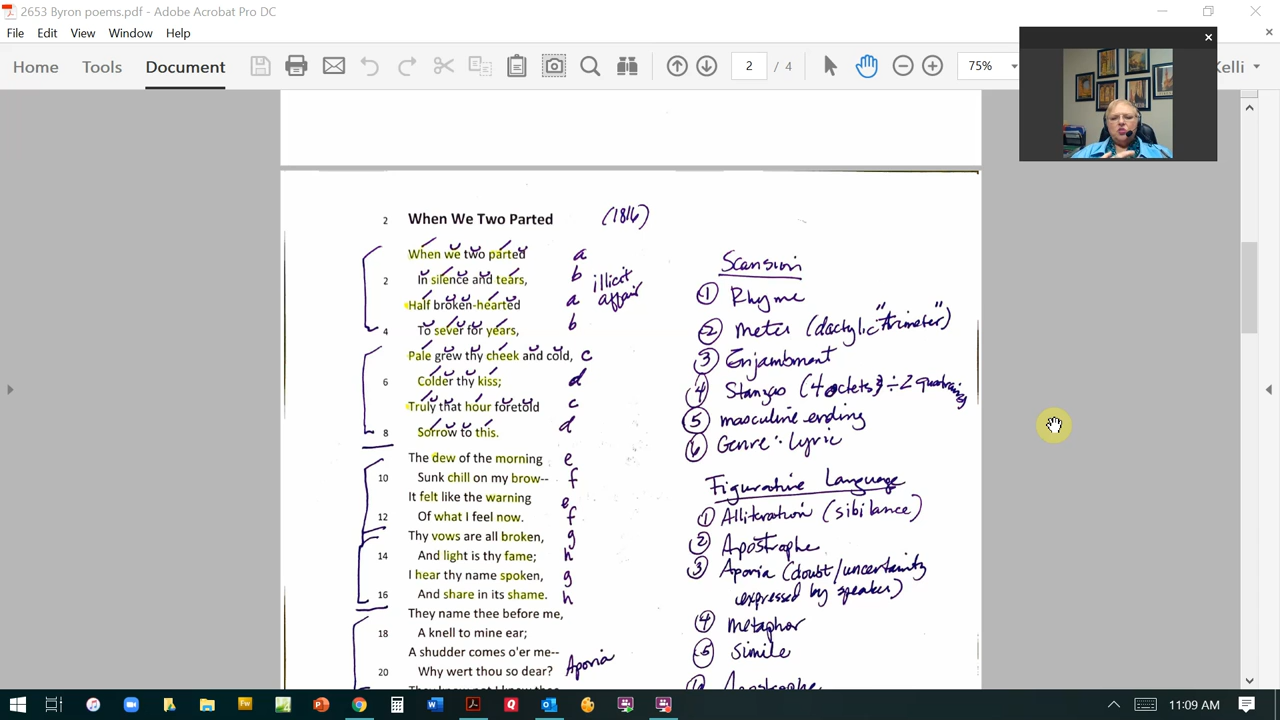 2653 Byron poems.pdf - Adobe Acrobat Pro DC
File Edit View Window Help
Home Tools Document 2 / 4 75% Kelli
2 When We Two Parted (1816)
When we two parted a
2 In silence and tears, b illicit
Half broken-hearted a affair
4 To sever for years, b
Pale grew thy cheek and cold, c
6 Colder thy kiss; d
Truly that hour foretold c
8 Sorrow to this. d
The dew of the morning e
10 Sunk chill on my brow-- f
It felt like the warning e
12 Of what I feel now. f
Thy vows are all broken, g
14 And light is thy fame; h
I hear thy name spoken, g
16 And share in its shame. h
They name thee before me,
18 A knell to mine ear;
A shudder comes o'er me--
20 Why wert thou so dear? Aporia
They know not I knew thee
Scansion
1 Rhyme
2 Meter (dactylic "trimeter")
3 Enjambment
4 Stanzas (4 octets) ÷ 2 quatrains
5 masculine ending
6 Genre: Lyric
Figurative Language
1 Alliteration (sibilance)
2 Apostrophe
3 Aporia (doubt/uncertainty
expressed by speaker)
4 Metaphor
5 Simile
Apostrophe
11:09 AM